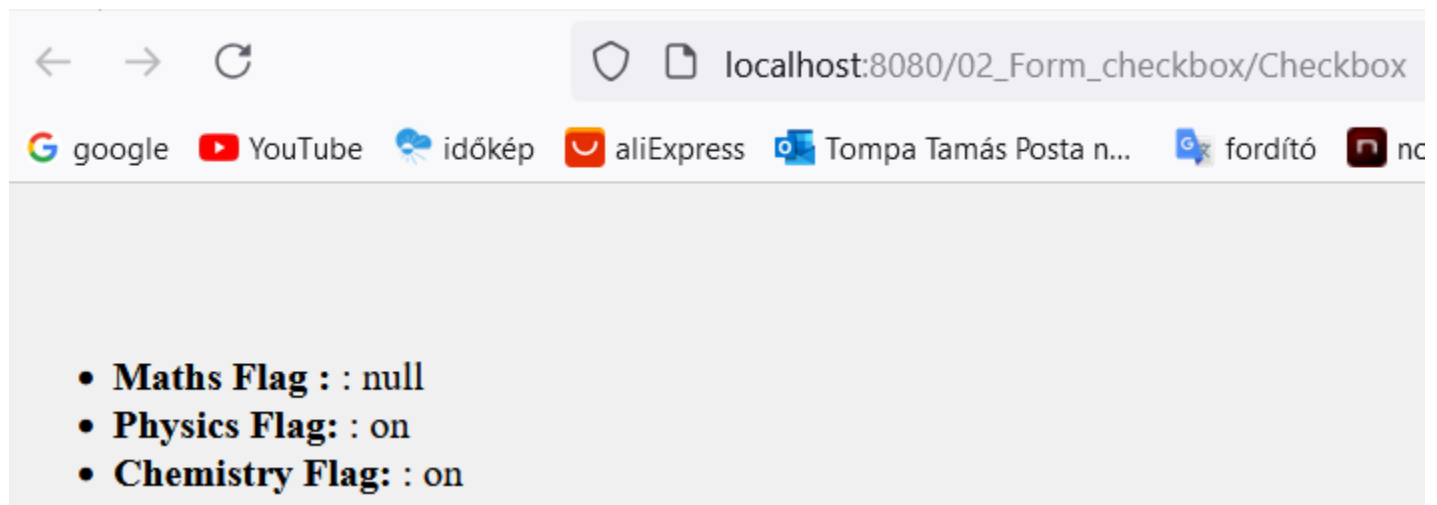 localhost:8080/02_Form_checkbox/Checkbox
google YouTube időkép aliExpress Tompa Tamás Posta n... fordító
Maths Flag : : null
Physics Flag: : on
Chemistry Flag: : on